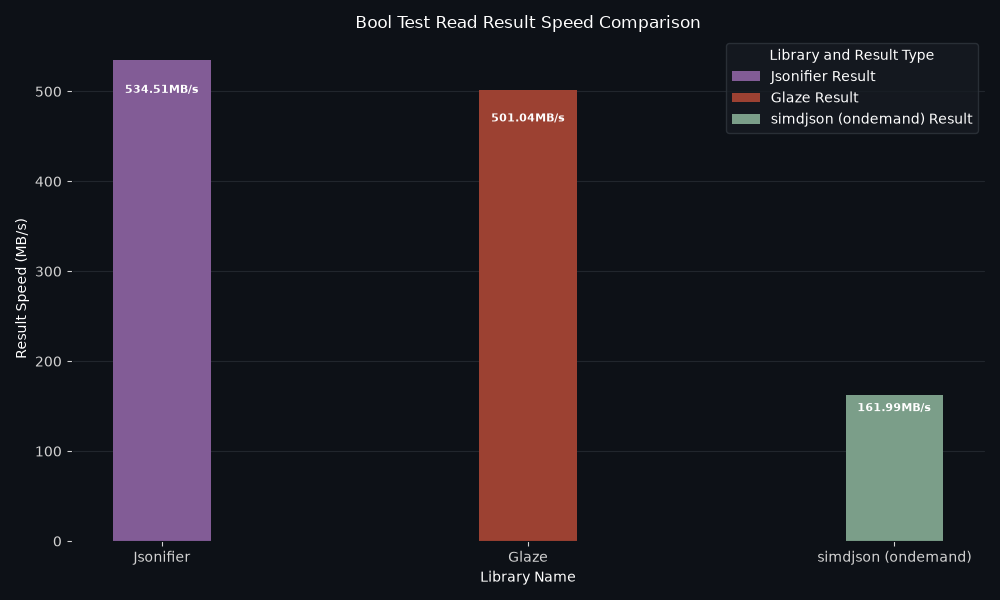 Bool Test Read Result Speed Comparison
Library and Result Type
Jsonifier Result
Glaze Result
simdjson (ondemand) Result
534.51MB/s
501.04MB/s
161.99MB/s
Result Speed (MB/s)
500
400
300
200
100
0
Jsonifier
Glaze
simdjson (ondemand)
Library Name